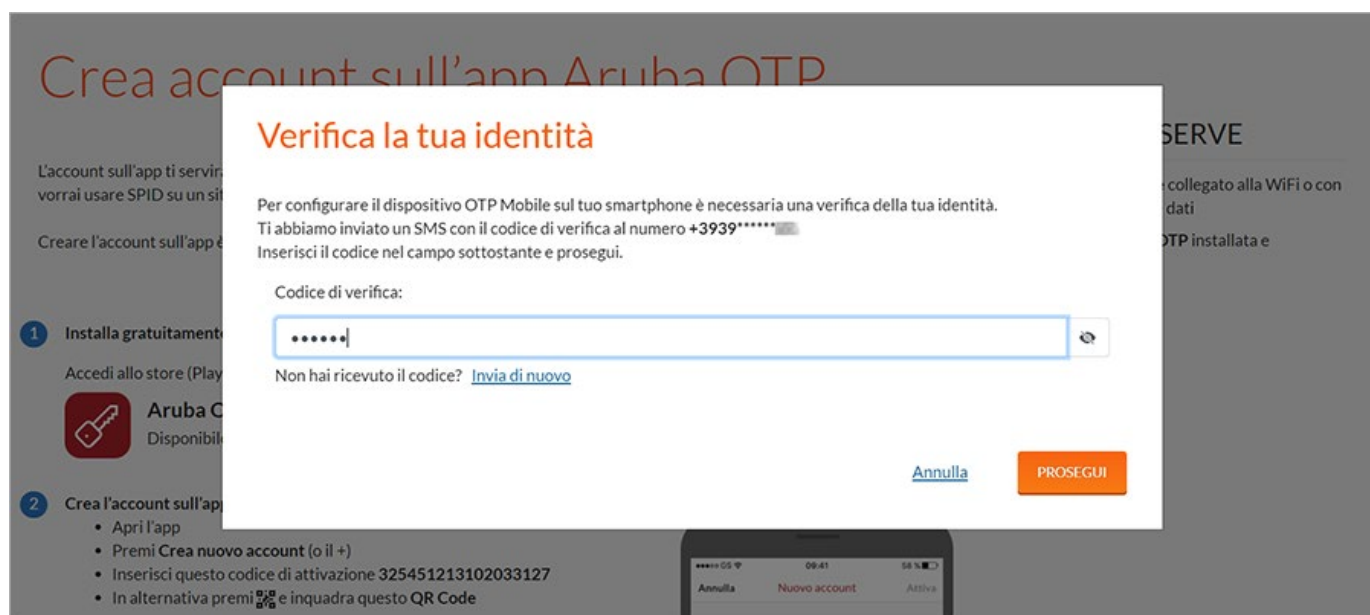 Crea account sull'app Aruba OTP
Verifica la tua identità
SERVE
L'account sull'app ti servirà
vorrai usare SPID su un sit
Creare l'account sull'app è
collegato alla WiFi o con
dati
OTP installata e
Per configurare il dispositivo OTP Mobile sul tuo smartphone è necessaria una verifica della tua identità.
Ti abbiamo inviato un SMS con il codice di verifica al numero +3939******
Inserisci il codice nel campo sottostante e prosegui.
Codice di verifica:
••••••
Non hai ricevuto il codice? Invia di nuovo
1 Installa gratuitamente
Accedi allo store (Play
Aruba O
Disponibile
Annulla PROSEGUI
2 Crea l'account sull'app
• Apri l'app
• Premi Crea nuovo account (o il +)
• Inserisci questo codice di attivazione 325451213102033127
• In alternativa premi e inquadra questo QR Code
GS 09:41 58 %
Annulla Nuovo account Attiva